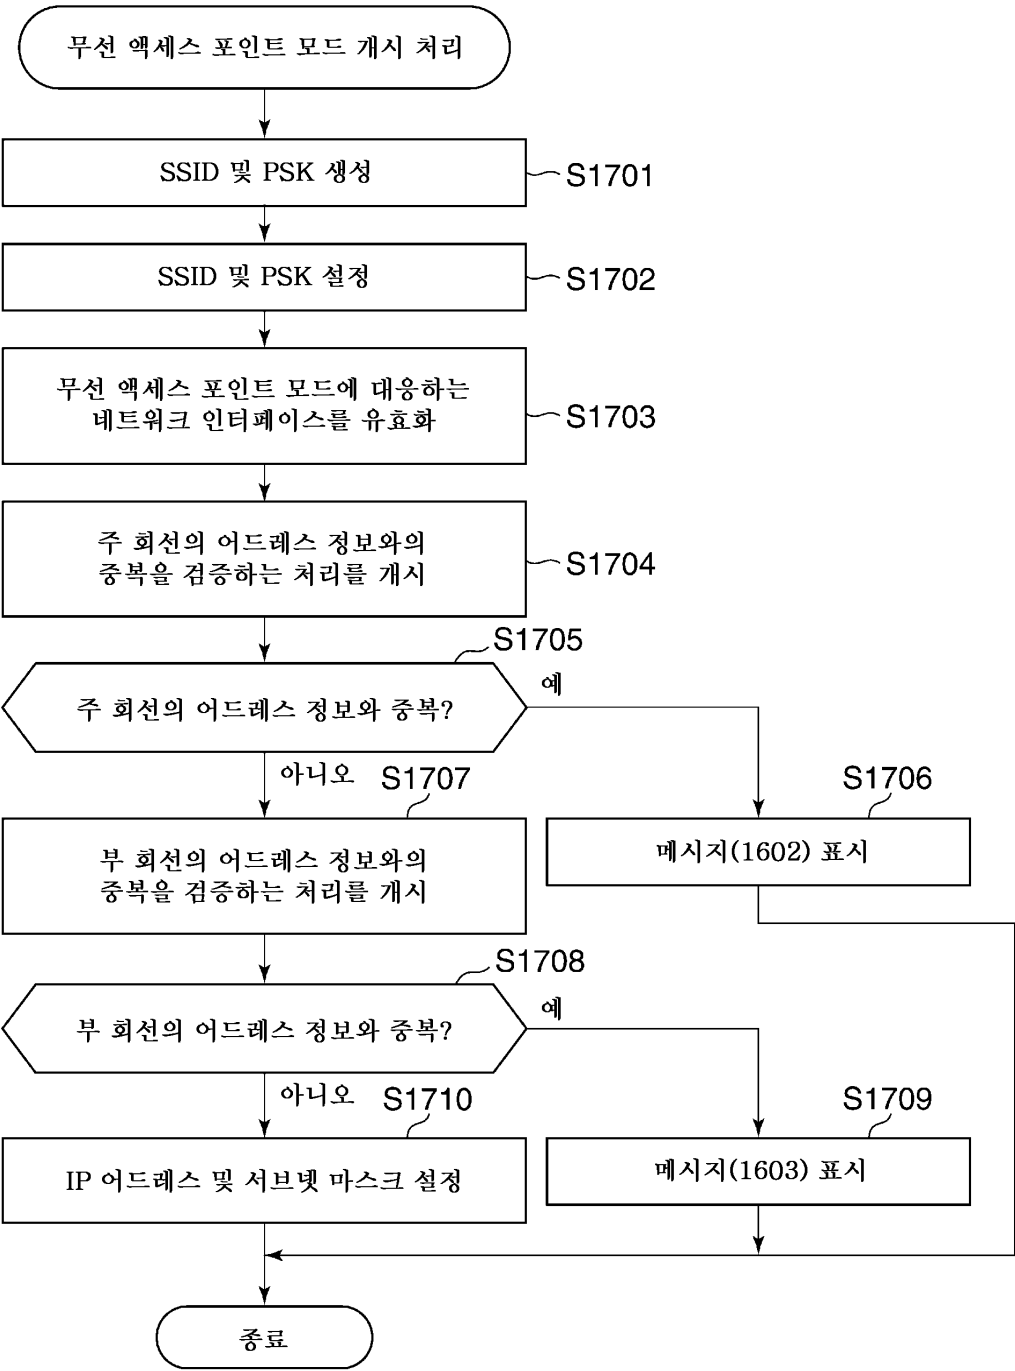 무선 액세스 포인트 모드 개시 처리
SSID 및 PSK 생성
S1701
SSID 및 PSK 설정
S1702
무선 액세스 포인트 모드에 대응하는
네트워크 인터페이스를 유효화
S1703
주 회선의 어드레스 정보와의
중복을 검증하는 처리를 개시
S1704
S1705
주 회선의 어드레스 정보와 중복?
예
아니오
S1707
S1706
부 회선의 어드레스 정보와의
중복을 검증하는 처리를 개시
메시지(1602) 표시
S1708
부 회선의 어드레스 정보와 중복?
예
아니오
S1710
S1709
IP 어드레스 및 서브넷 마스크 설정
메시지(1603) 표시
종료